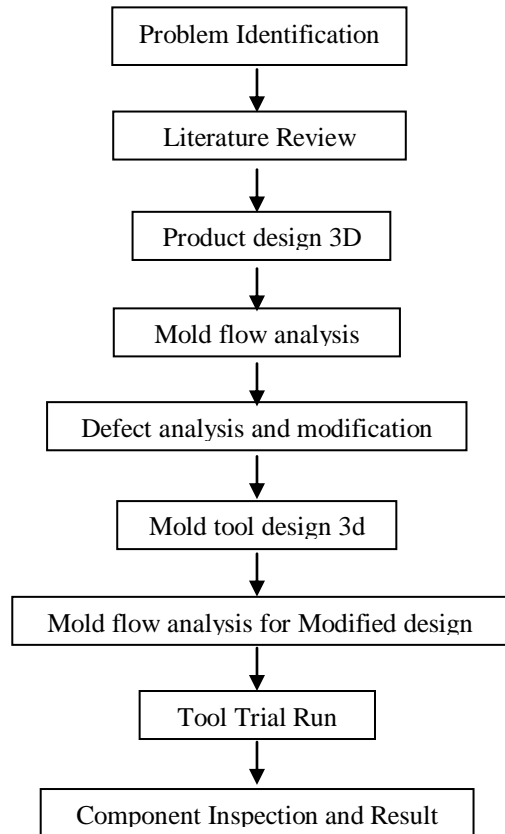 Problem Identification
Literature Review
Product design 3D
Mold flow analysis
Defect analysis and modification
Mold tool design 3d
Mold flow analysis for Modified design
Tool Trial Run
Component Inspection and Result